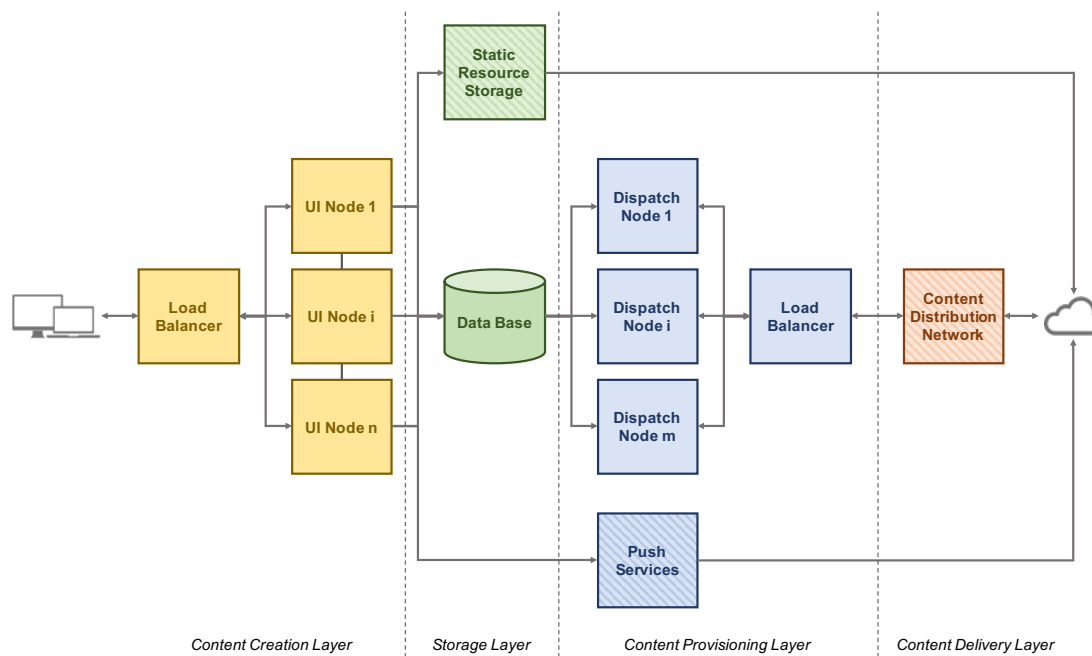 Static
Resource
Storage
UI Node 1
Dispatch
Node 1
Load
Balancer
UI Node i
Data Base
Dispatch
Node i
Load
Balancer
Content
Distribution
Network
UI Node n
Dispatch
Node m
Push
Services
Content Creation Layer
Storage Layer
Content Provisioning Layer
Content Delivery Layer